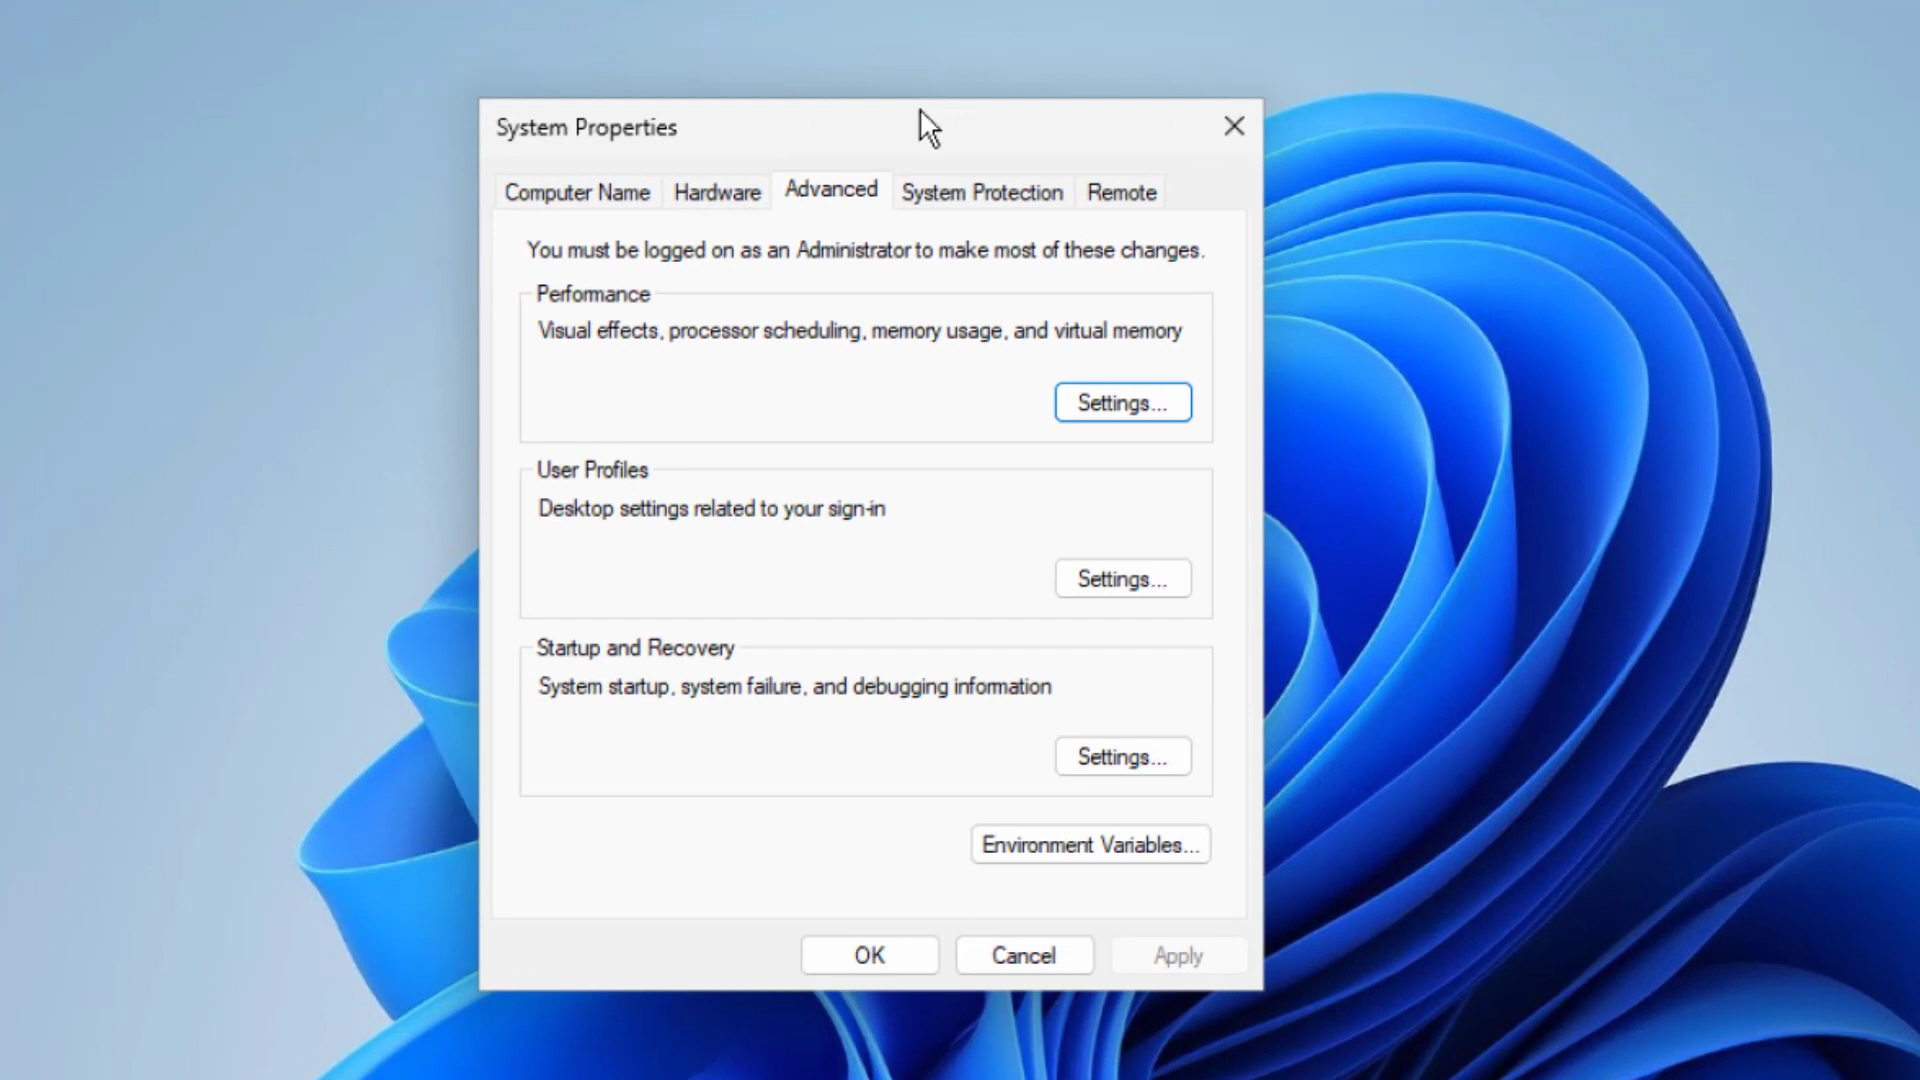 System Properties
Computer Name Hardware Advanced System Protection Remote
You must be logged on as an Administrator to make most of these changes.
Performance
Visual effects, processor scheduling, memory usage, and virtual memory
Settings...
User Profiles
Desktop settings related to your sign-in
Settings...
Startup and Recovery
System startup, system failure, and debugging information
Settings...
Environment Variables...
OK Cancel Apply